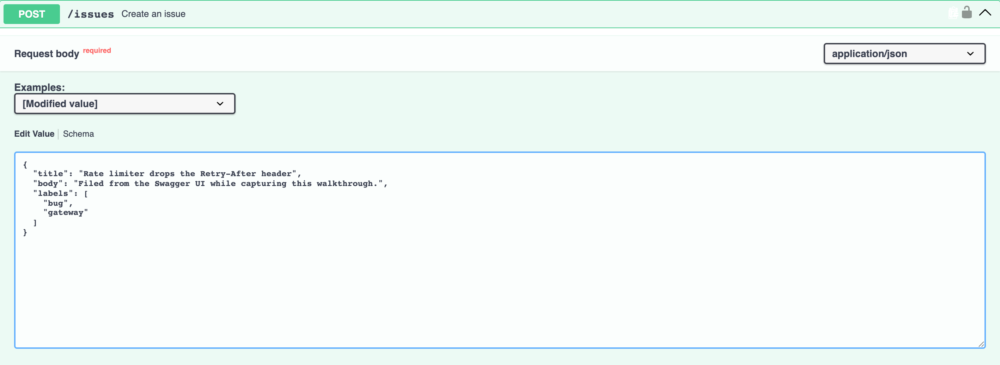 POST /issues Create an issue
Request body required
application/json
Examples:
[Modified value]
Edit Value Schema
{
  "title": "Rate limiter drops the Retry-After header",
  "body": "Filed from the Swagger UI while capturing this walkthrough.",
  "labels": [
    "bug",
    "gateway"
  ]
}